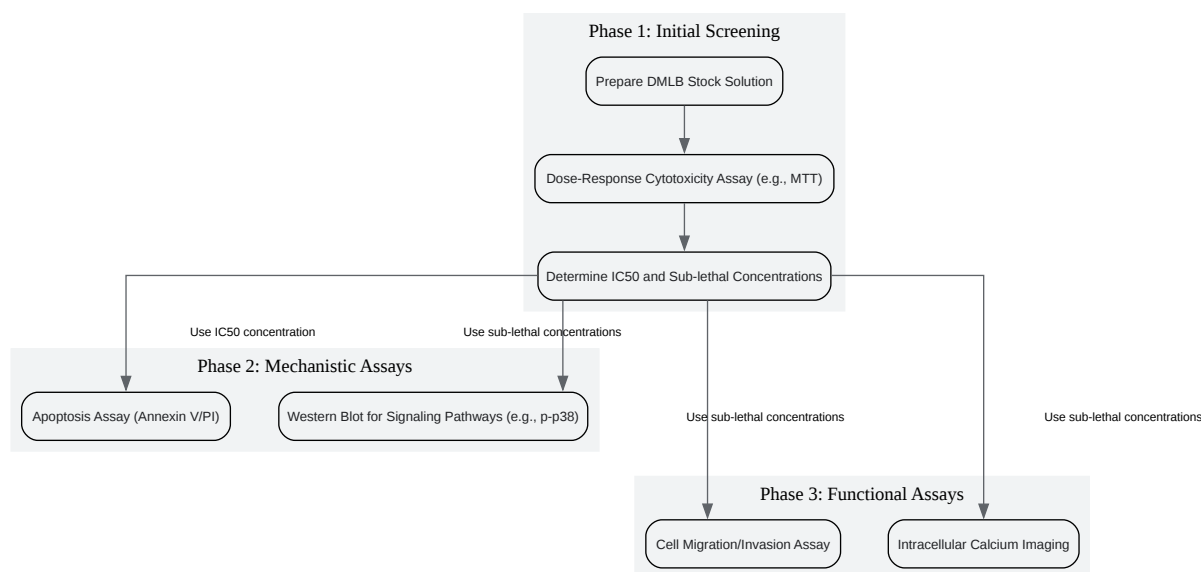 Phase 1: Initial Screening
Prepare DMLB Stock Solution
Dose-Response Cytotoxicity Assay (e.g., MTT)
Determine IC50 and Sub-lethal Concentrations
Use IC50 concentration
Use sub-lethal concentrations
Phase 2: Mechanistic Assays
Apoptosis Assay (Annexin V/PI)
Western Blot for Signaling Pathways (e.g., p-p38)
Use sub-lethal concentrations
Use sub-lethal concentrations
Phase 3: Functional Assays
Cell Migration/Invasion Assay
Intracellular Calcium Imaging